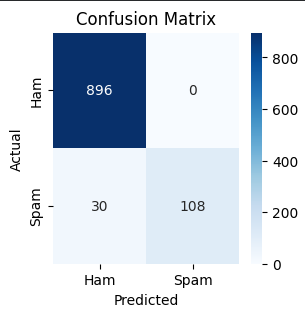 Confusion Matrix
Actual
Ham
896
0
800
600
400
Spam
30
108
200
0
Ham
Spam
Predicted